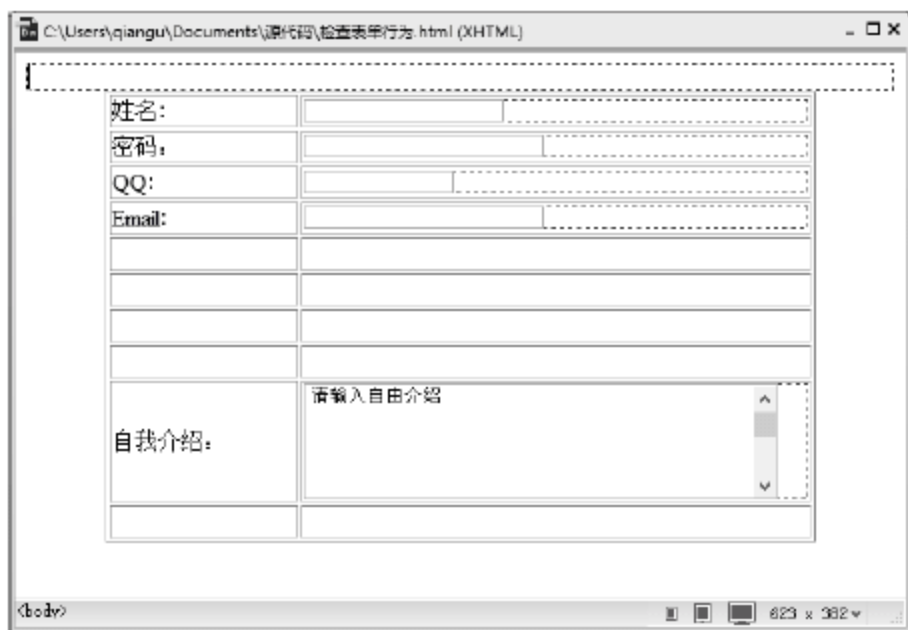 C:\Users\qiangu\Documents\源代码\检查表单行为.html (XHTML)
姓名:
密码:
QQ:
Email:
请输入自由介绍
自我介绍:
<body>
623 x 382